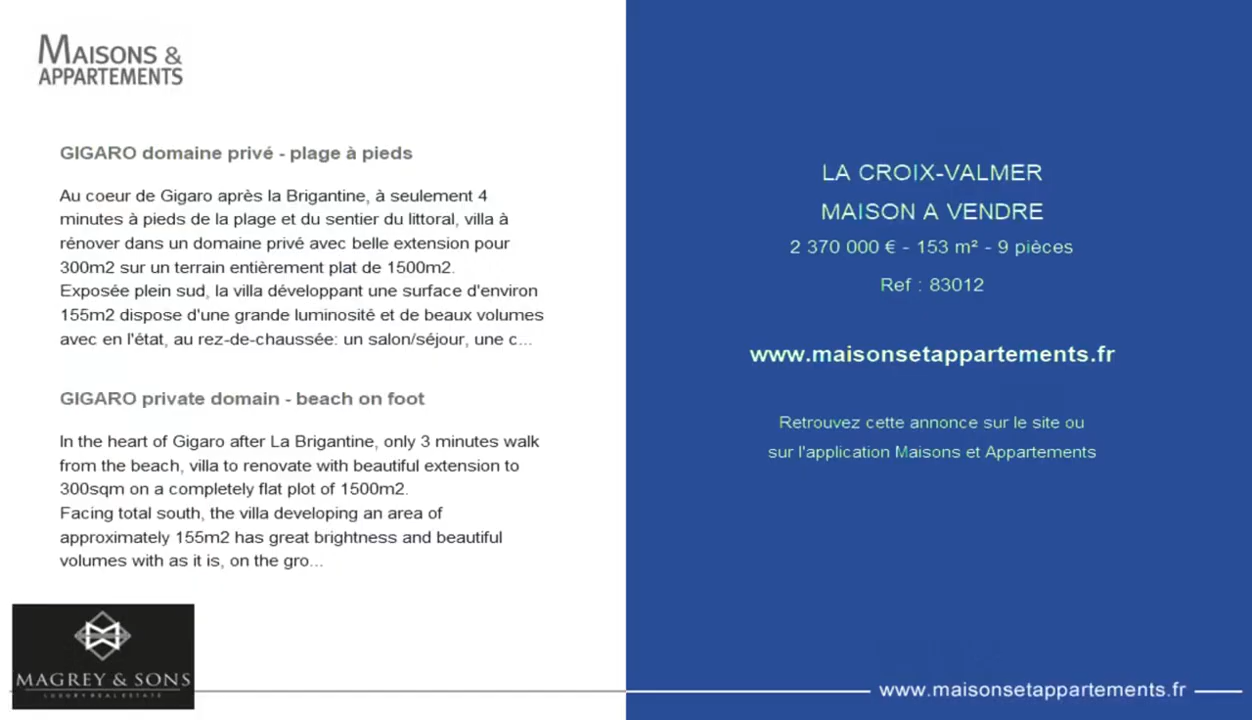 MAISONS &
APPARTEMENTS
GIGARO domaine privé - plage à pieds
Au coeur de Gigaro après la Brigantine, à seulement 4
minutes à pieds de la plage et du sentier du littoral, villa à
rénover dans un domaine privé avec belle extension pour
300m2 sur un terrain entièrement plat de 1500m2.
Exposée plein sud, la villa développant une surface d'environ
155m2 dispose d'une grande luminosité et de beaux volumes
avec en l'état, au rez-de-chaussée: un salon/séjour, une c...
GIGARO private domain - beach on foot
In the heart of Gigaro after La Brigantine, only 3 minutes walk
from the beach, villa to renovate with beautiful extension to
300sqm on a completely flat plot of 1500m2.
Facing total south, the villa developing an area of
approximately 155m2 has great brightness and beautiful
volumes with as it is, on the gro...
MAGREY & SONS
LUXURY REAL ESTATE
LA CROIX-VALMER
MAISON A VENDRE
2 370 000 € - 153 m² - 9 pièces
Ref : 83012
www.maisonsetappartements.fr
Retrouvez cette annonce sur le site ou
sur l'application Maisons et Appartements
www.maisonsetappartements.fr